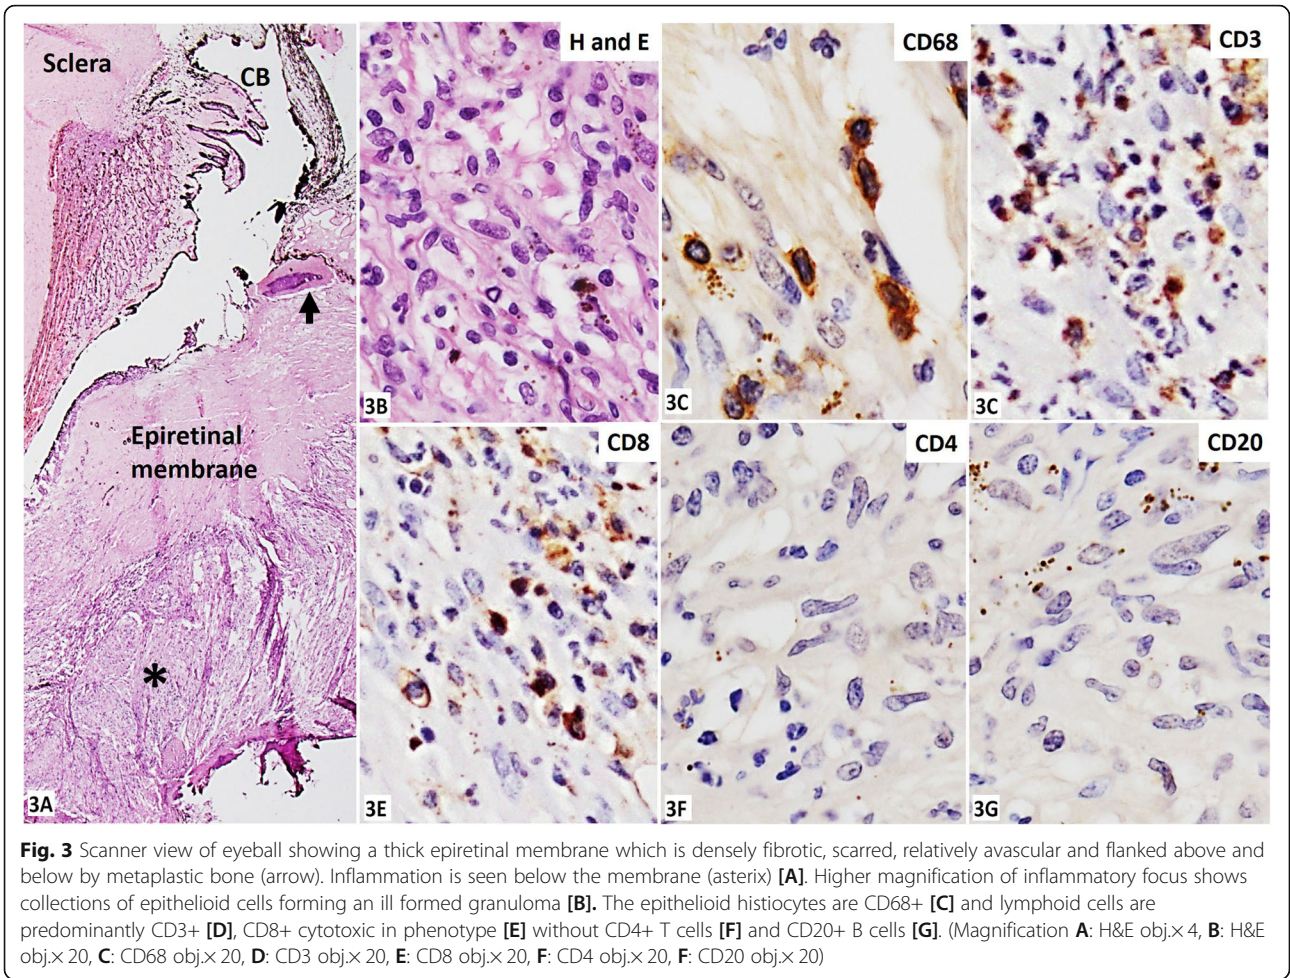 Sclera
CB
Epiretinal
membrane
*
3A
H and E
3B
CD68
3C
CD3
3C
CD8
3E
CD4
3F
CD20
3G
Fig. 3 Scanner view of eyeball showing a thick epiretinal membrane which is densely fibrotic, scarred, relatively avascular and flanked above and
below by metaplastic bone (arrow). Inflammation is seen below the membrane (asterix) [A]. Higher magnification of inflammatory focus shows
collections of epithelioid cells forming an ill formed granuloma [B]. The epithelioid histiocytes are CD68+ [C] and lymphoid cells are
predominantly CD3+ [D], CD8+ cytotoxic in phenotype [E] without CD4+ T cells [F] and CD20+ B cells [G]. (Magnification A: H&E obj.× 4, B: H&E
obj.× 20, C: CD68 obj.× 20, D: CD3 obj.× 20, E: CD8 obj.× 20, F: CD4 obj.× 20, F: CD20 obj.× 20)